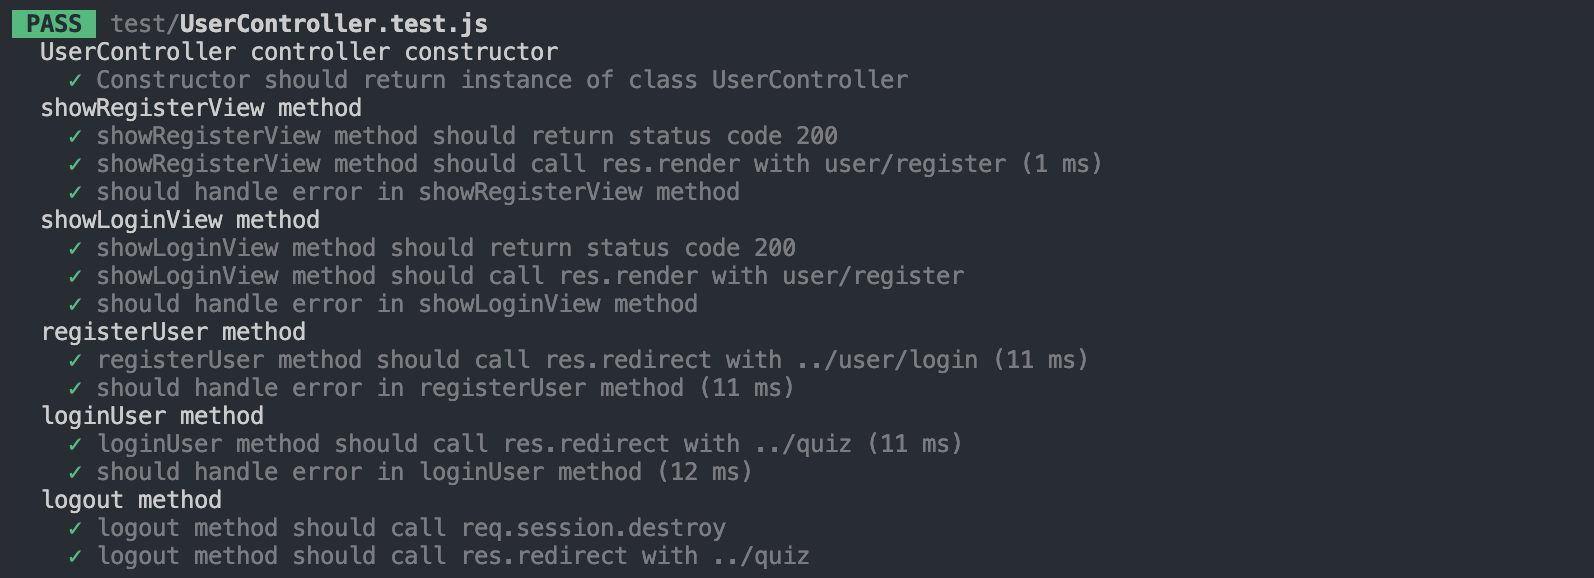 PASS test/UserController.test.js
UserController controller constructor
✓ Constructor should return instance of class UserController
showRegisterView method
✓ showRegisterView method should return status code 200
✓ showRegisterView method should call res.render with user/register (1 ms)
✓ should handle error in showRegisterView method
showLoginView method
✓ showLoginView method should return status code 200
✓ showLoginView method should call res.render with user/register
✓ should handle error in showLoginView method
registerUser method
✓ registerUser method should call res.redirect with ../user/login (11 ms)
✓ should handle error in registerUser method (11 ms)
loginUser method
✓ loginUser method should call res.redirect with ../quiz (11 ms)
✓ should handle error in loginUser method (12 ms)
logout method
✓ logout method should call req.session.destroy
✓ logout method should call res.redirect with ../quiz